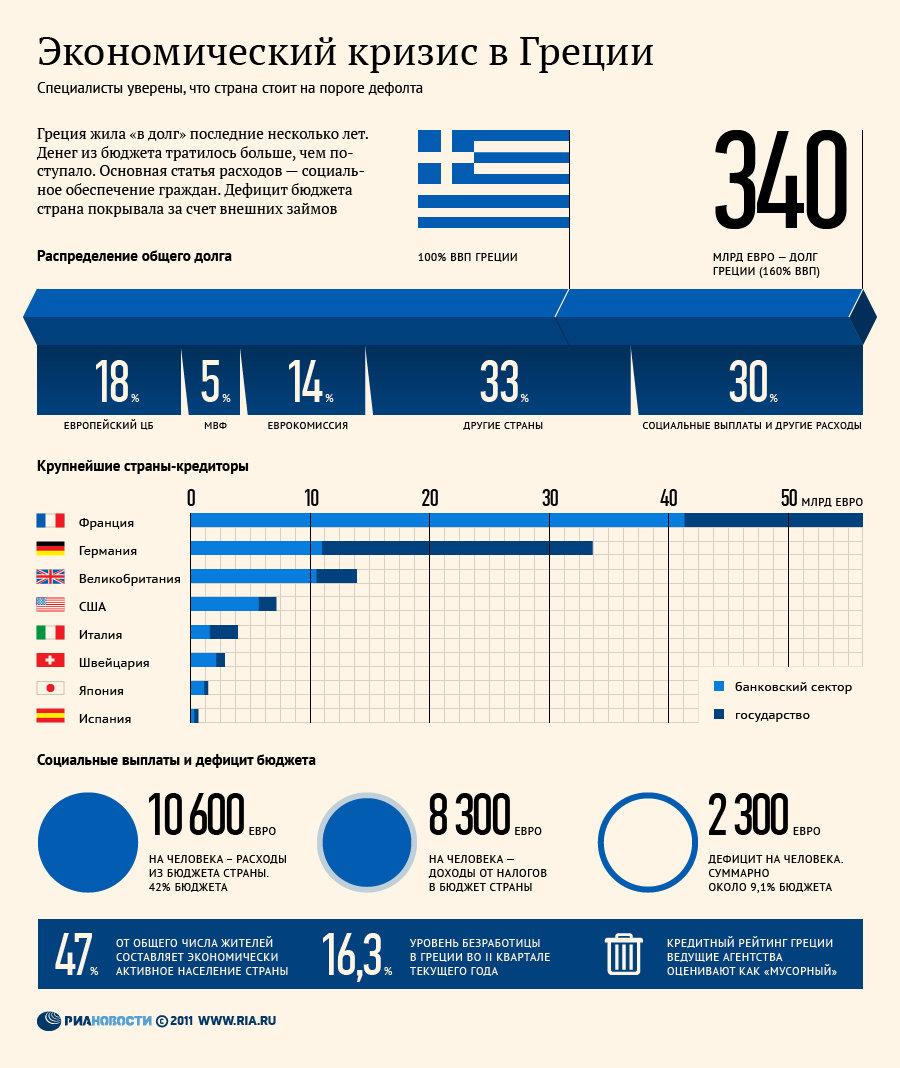 Экономический кризис в Греции
Специалисты уверены, что страна стоит на пороге дефолта
Греция жила «в долг» последние несколько лет.
Денег из бюджета тратилось больше, чем по-
ступало. Основная статья расходов — социаль-
ное обеспечение граждан. Дефицит бюджета
страна покрывала за счет внешних займов
340
Распределение общего долга
100% ВВП ГРЕЦИИ
МЛРД ЕВРО — ДОЛГ
ГРЕЦИИ (160% ВВП)
18% 5% 14% 33% 30%
ЕВРОПЕЙСКИЙ ЦБ МВФ ЕВРОКОМИССИЯ ДРУГИЕ СТРАНЫ СОЦИАЛЬНЫЕ ВЫПЛАТЫ И ДРУГИЕ РАСХОДЫ
Крупнейшие страны-кредиторы
0 10 20 30 40 50 МЛРД ЕВРО
Франция
Германия
Великобритания
США
Италия
Швейцария
Япония
Испания
банковский сектор
государство
Социальные выплаты и дефицит бюджета
10 600 ЕВРО
НА ЧЕЛОВЕКА – РАСХОДЫ
ИЗ БЮДЖЕТА СТРАНЫ.
42% БЮДЖЕТА
8 300 ЕВРО
НА ЧЕЛОВЕКА —
ДОХОДЫ ОТ НАЛОГОВ
В БЮДЖЕТ СТРАНЫ
2 300 ЕВРО
ДЕФИЦИТ НА ЧЕЛОВЕКА.
СУММАРНО
ОКОЛО 9,1% БЮДЖЕТА
47%
ОТ ОБЩЕГО ЧИСЛА ЖИТЕЛЕЙ
СОСТАВЛЯЕТ ЭКОНОМИЧЕСКИ
АКТИВНОЕ НАСЕЛЕНИЕ СТРАНЫ
16,3%
УРОВЕНЬ БЕЗРАБОТИЦЫ
В ГРЕЦИИ ВО II КВАРТАЛЕ
ТЕКУЩЕГО ГОДА
КРЕДИТНЫЙ РЕЙТИНГ ГРЕЦИИ
ВЕДУЩИЕ АГЕНТСТВА
ОЦЕНИВАЮТ КАК «МУСОРНЫЙ»
РИАНОВОСТИ © 2011 WWW.RIA.RU